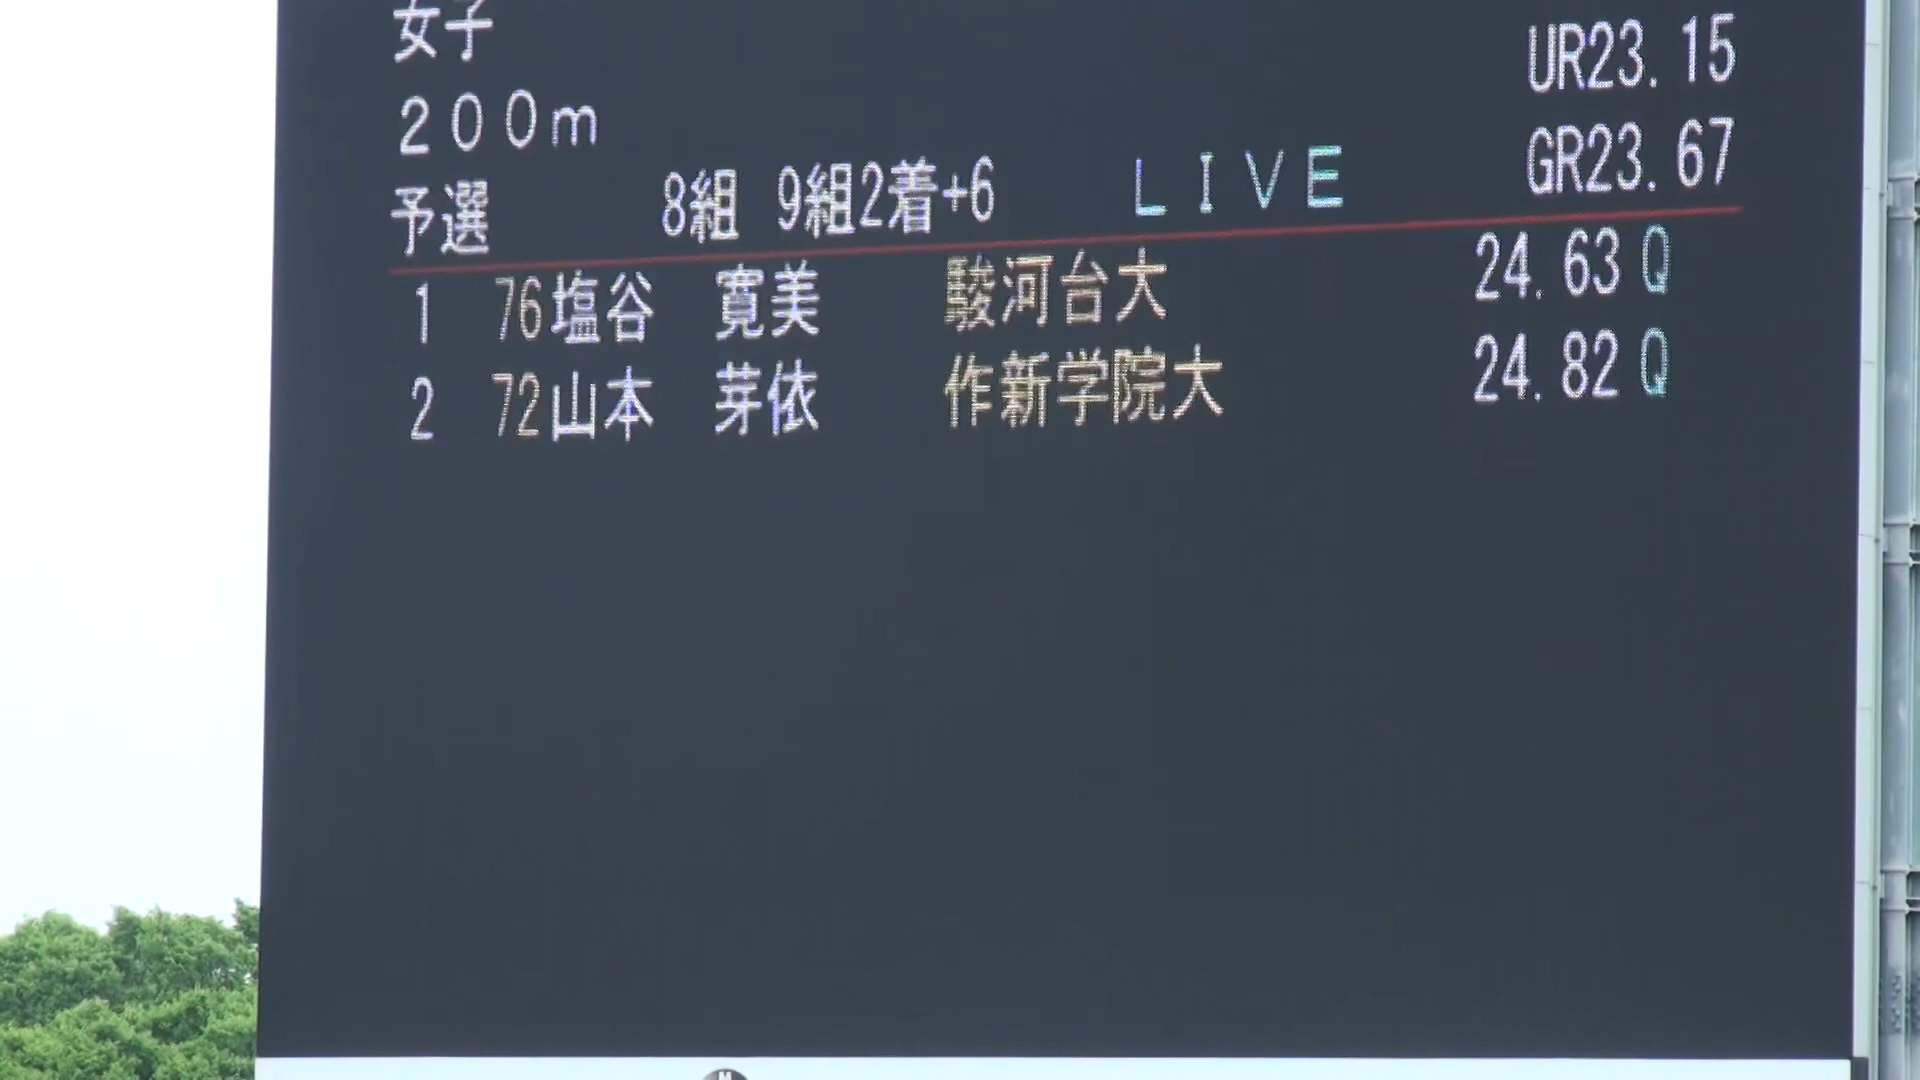 女子
UR23.15
200m
GR23.67
予選 8組 9組2着+6 LIVE
1 76塩谷 寛美 駿河台大 24.63Q
2 72山本 芽依 作新学院大 24.82Q